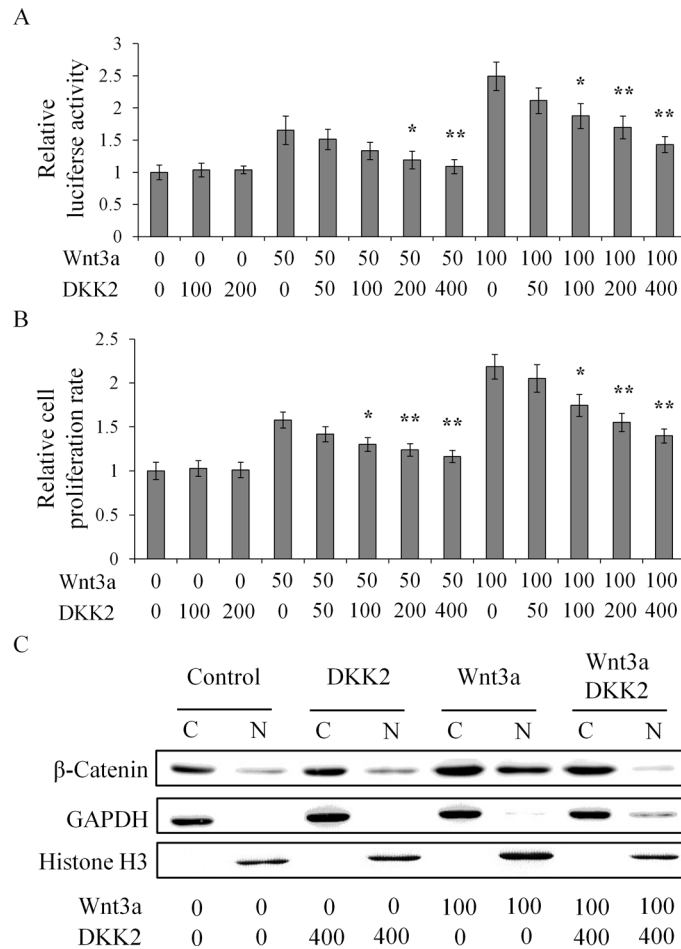 A
Relative
luciferse activity
3
2.5
2
1.5
1
0.5
0
* ** * ** **
Wnt3a 0 0 0 50 50 50 50 50 100 100 100 100 100
DKK2 0 100 200 0 50 100 200 400 0 50 100 200 400
B
Relative cell
proliferation rate
2.5
2
1.5
1
0.5
0
* ** ** * ** **
Wnt3a 0 0 0 50 50 50 50 50 100 100 100 100 100
DKK2 0 100 200 0 50 100 200 400 0 50 100 200 400
C
Control DKK2 Wnt3a Wnt3a
DKK2
C N C N C N C N
β-Catenin
GAPDH
Histone H3
Wnt3a 0 0 0 0 100 100 100 100
DKK2 0 0 400 400 0 0 400 400